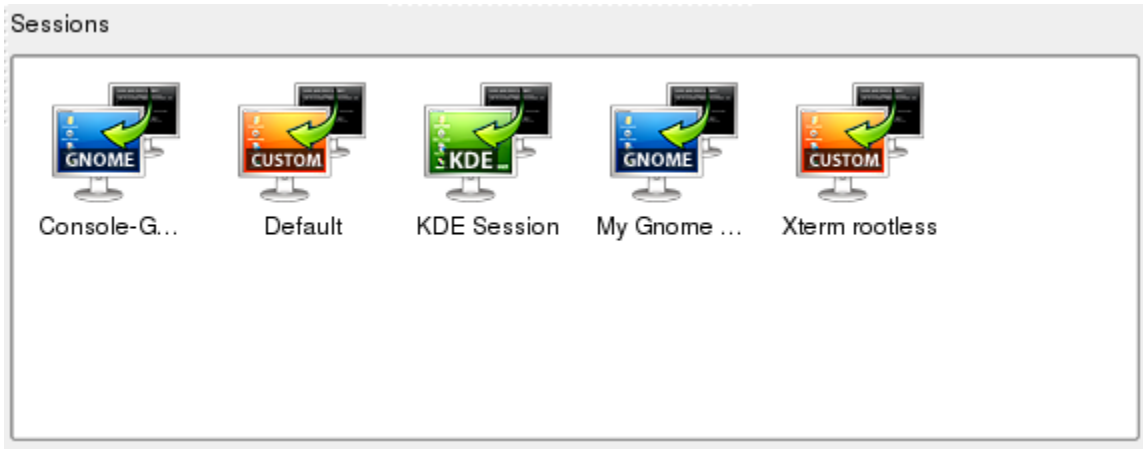 Sessions
GNOME CUSTOM KDE GNOME CUSTOM
Console-G... Default KDE Session My Gnome ... Xterm rootless